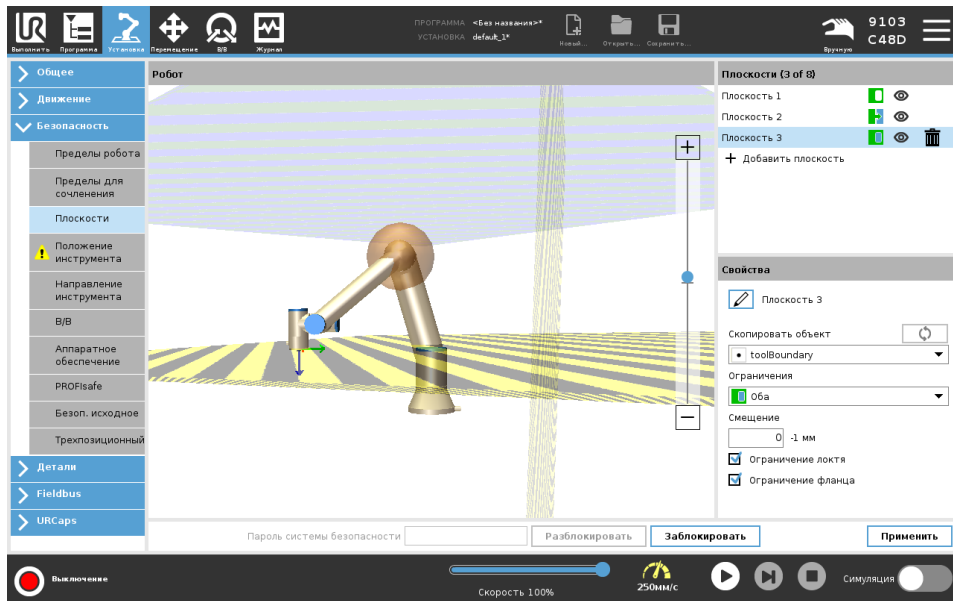 ПРОГРАММА <Без названия>*
УСТАНОВКА default_1*
Выполнить
Программа
Установка
Перемещение
В/В
Журнал
Новый...
Открыть...
Сохранить...
Вручную
9103
C48D
Общее
Движение
Безопасность
Пределы робота
Пределы для
сочленения
Плоскости
Положение
инструмента
Направление
инструмента
В/В
Аппаратное
обеспечение
PROFIsafe
Безоп. исходное
Трехпозиционный
Детали
Fieldbus
URCaps
Робот
Плоскости (3 of 8)
Плоскость 1
Плоскость 2
Плоскость 3
+ Добавить плоскость
Свойства
Плоскость 3
Скопировать объект
toolBoundary
Ограничения
Оба
Смещение
0 -1 мм
Ограничение локтя
Ограничение фланца
Пароль системы безопасности
Разблокировать
Заблокировать
Применить
Выключение
Скорость 100%
250мм/с
Симуляция